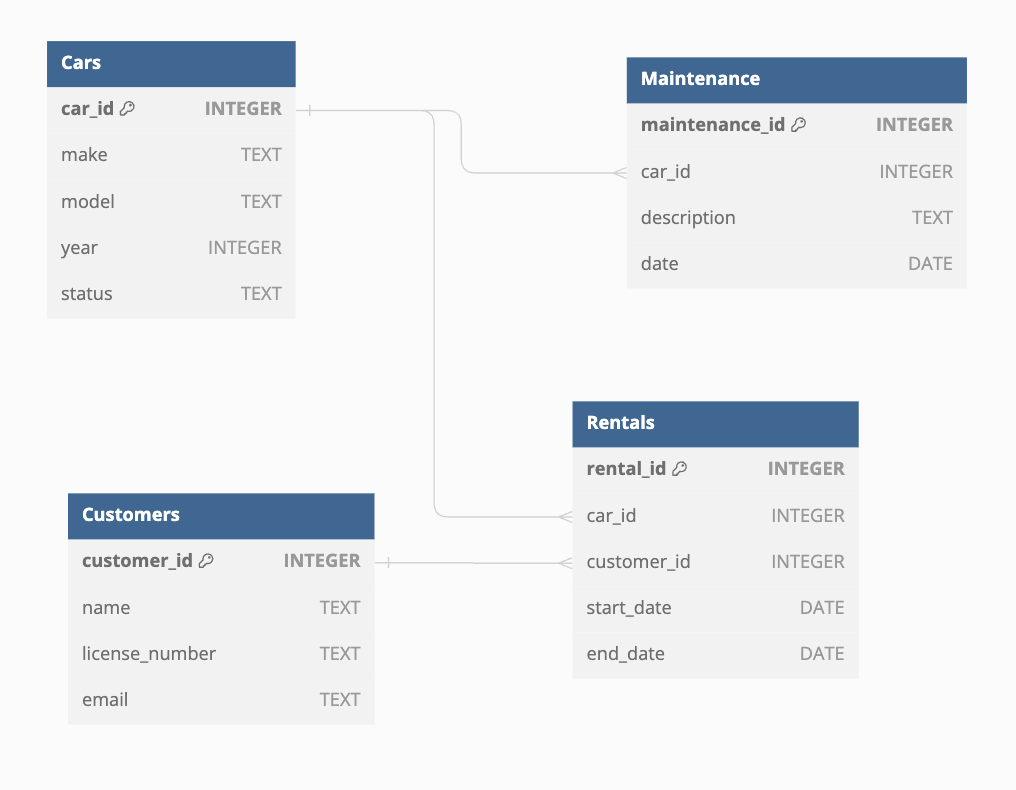 Cars
car_id INTEGER
make TEXT
model TEXT
year INTEGER
status TEXT
Maintenance
maintenance_id INTEGER
car_id INTEGER
description TEXT
date DATE
Rentals
rental_id INTEGER
car_id INTEGER
customer_id INTEGER
start_date DATE
end_date DATE
Customers
customer_id INTEGER
name TEXT
license_number TEXT
email TEXT